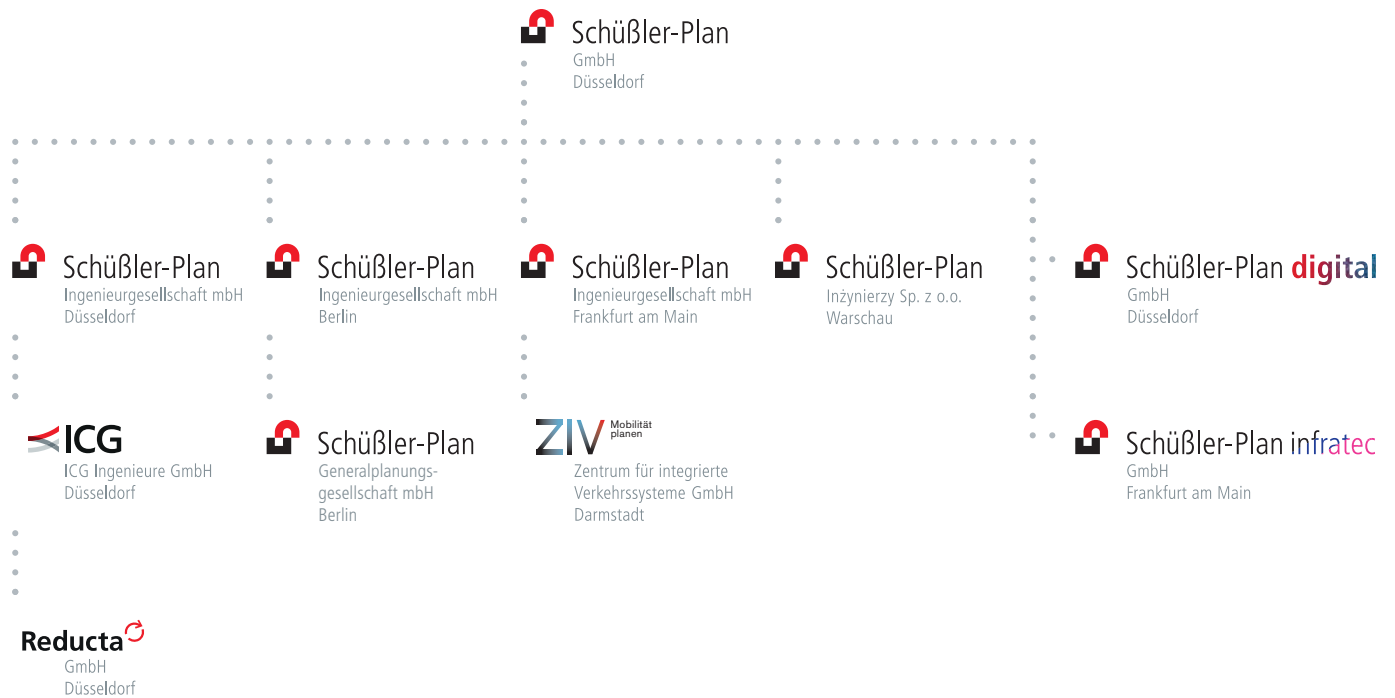 Schüßler-Plan
GmbH
Düsseldorf
Schüßler-Plan
Ingenieurgesellschaft mbH
Düsseldorf
Schüßler-Plan
Ingenieurgesellschaft mbH
Berlin
Schüßler-Plan
Ingenieurgesellschaft mbH
Frankfurt am Main
Schüßler-Plan
Inżynierzy Sp. z o.o.
Warschau
Schüßler-Plan digital
GmbH
Düsseldorf
ICG
ICG Ingenieure GmbH
Düsseldorf
Schüßler-Plan
Generalplanungs-
gesellschaft mbH
Berlin
ZIV Mobilität
planen
Zentrum für integrierte
Verkehrssysteme GmbH
Darmstadt
Schüßler-Plan infratec
GmbH
Frankfurt am Main
Reducta
GmbH
Düsseldorf